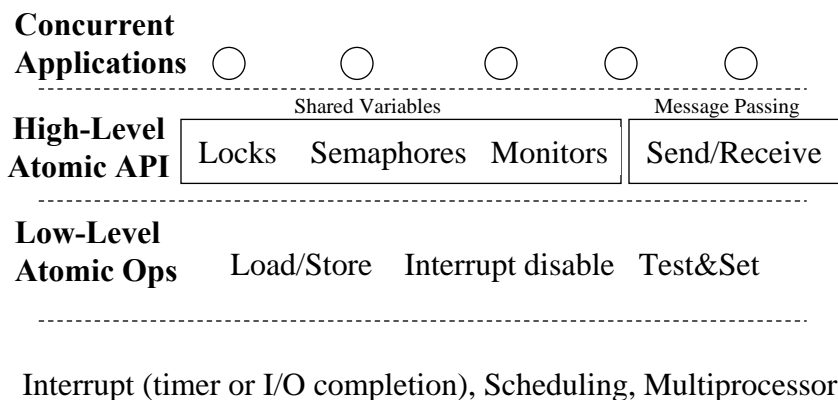 Concurrent
Applications
Shared Variables Message Passing
High-Level
Atomic API
Locks Semaphores Monitors Send/Receive
Low-Level
Atomic Ops
Load/Store Interrupt disable Test&Set
Interrupt (timer or I/O completion), Scheduling, Multiprocessor